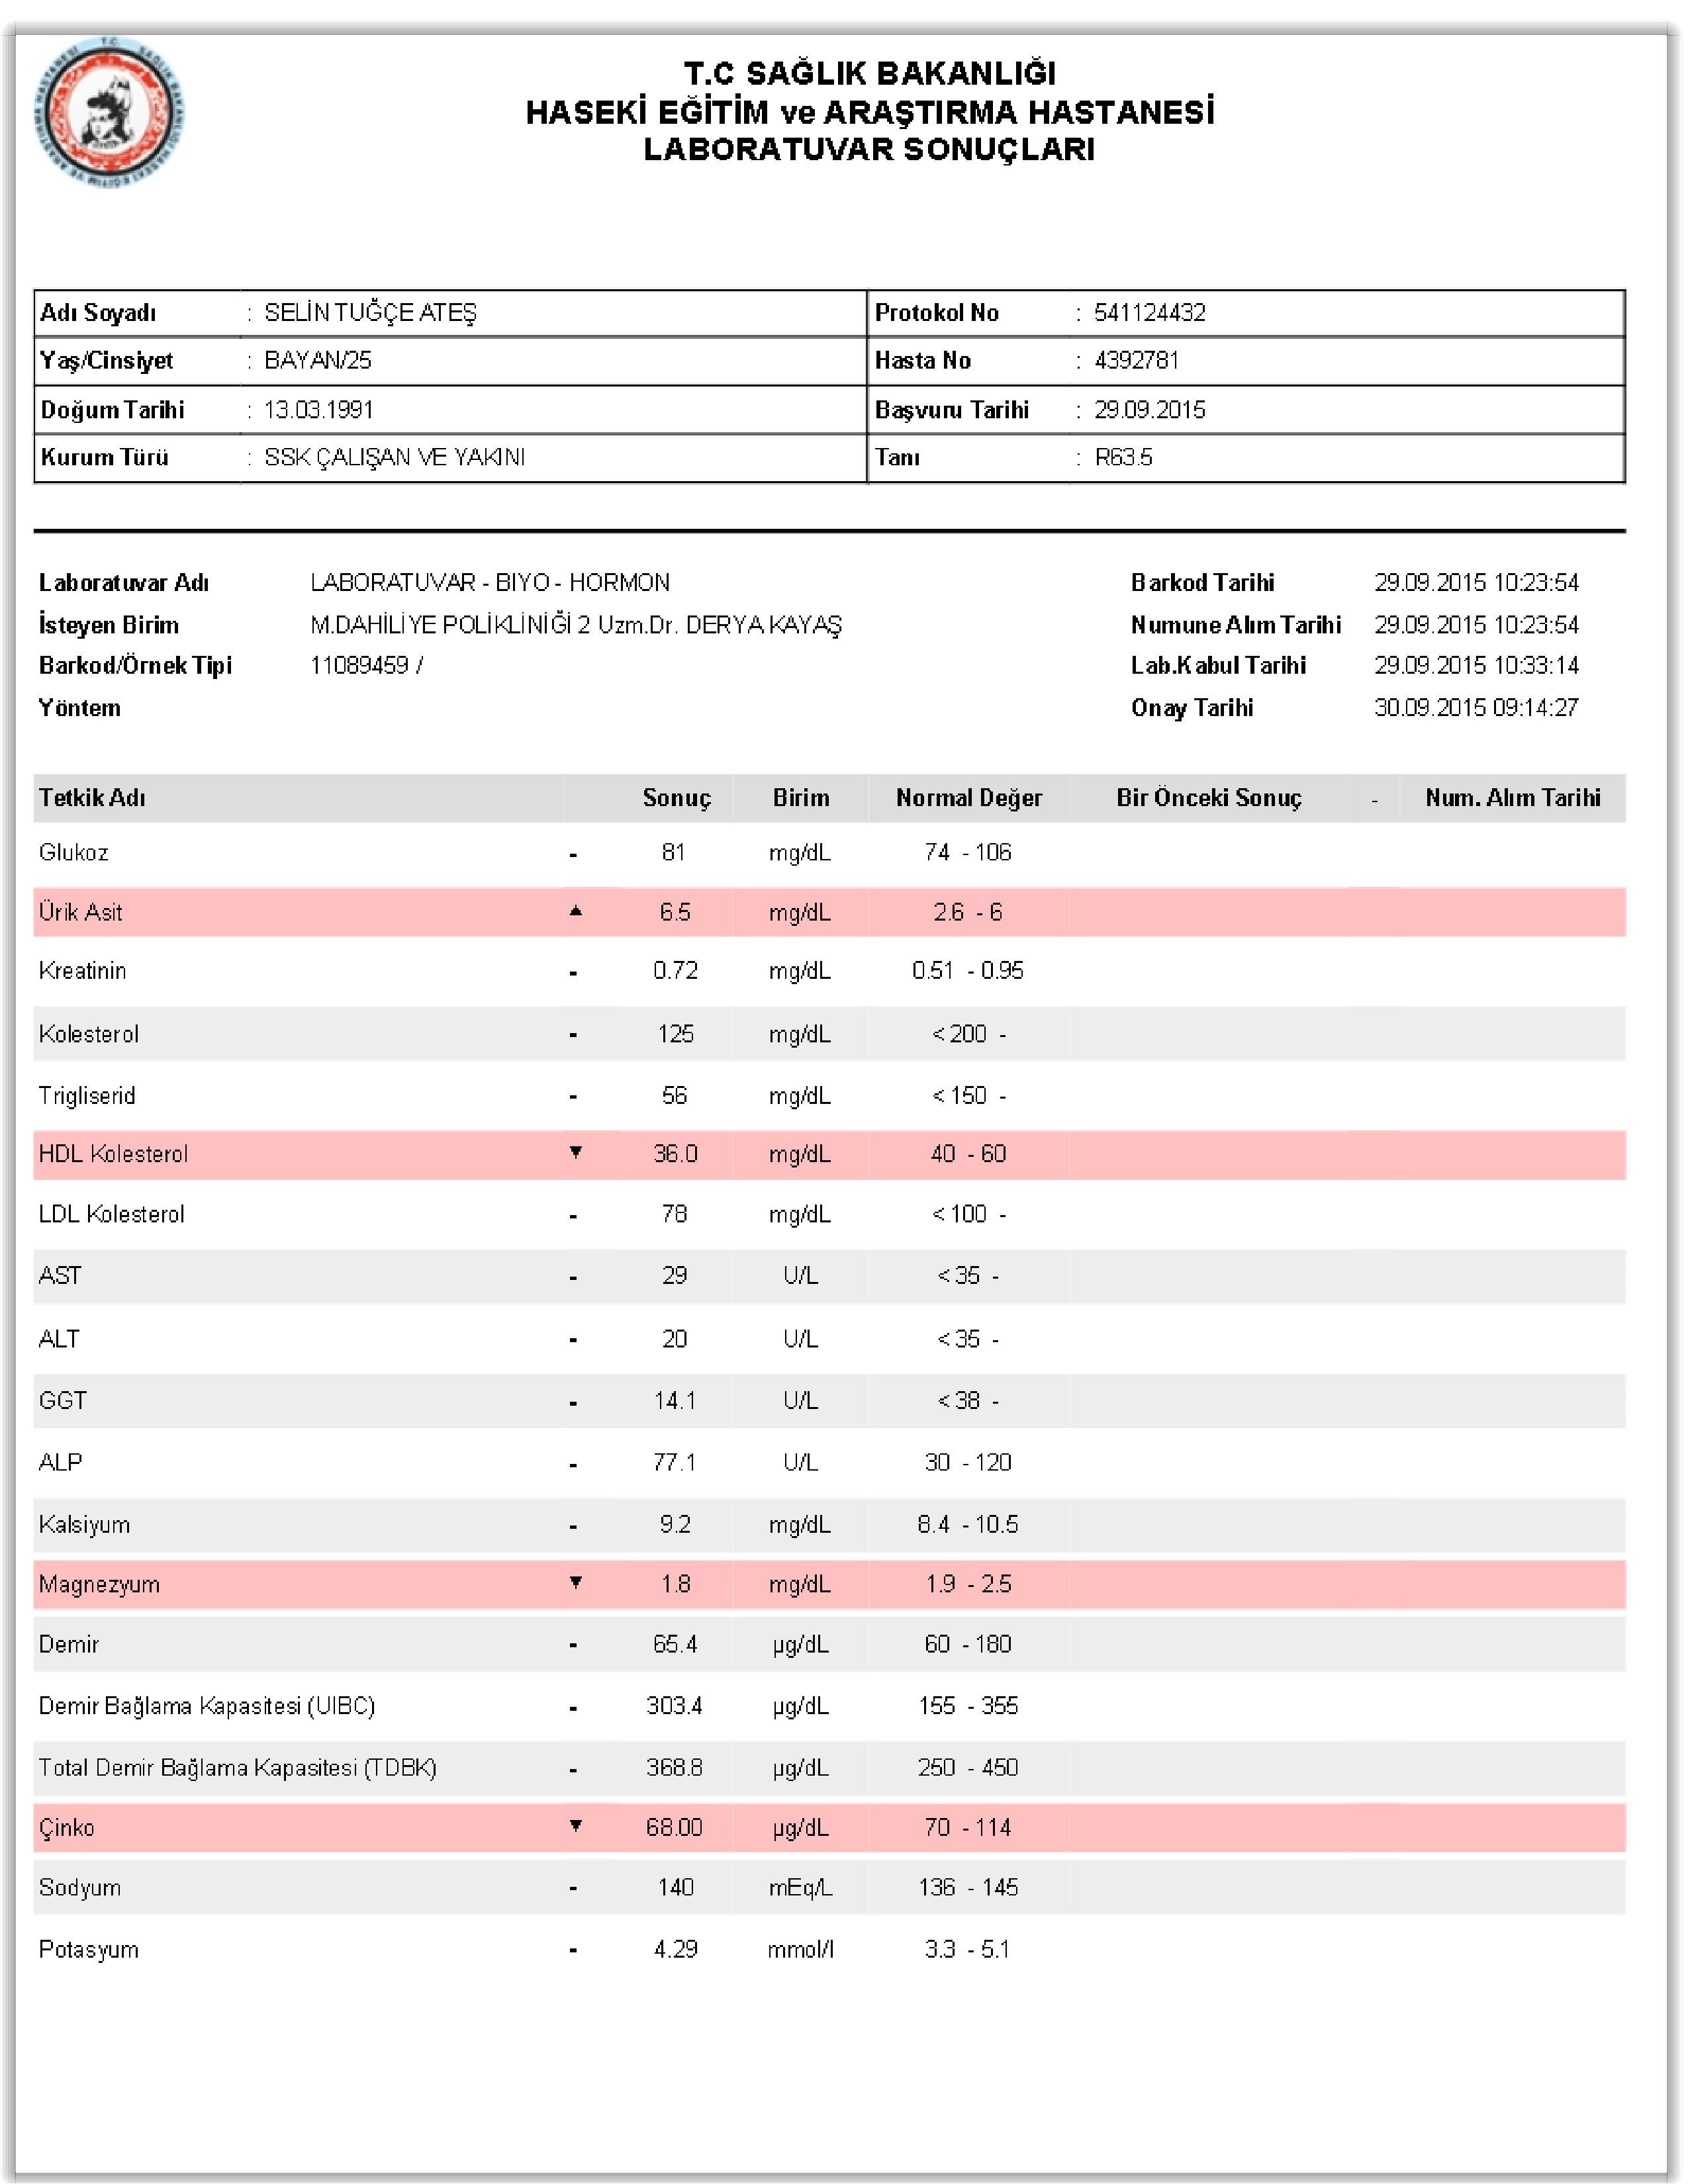 T.C. SAĞLIK BAKANLIĞI HASEKİ EĞİTİM VE ARAŞTIRMA HASTANESİ
T.C SAĞLIK BAKANLIĞI
HASEKİ EĞİTİM ve ARAŞTIRMA HASTANESİ
LABORATUVAR SONUÇLARI
Adı Soyadı : SELİN TUĞÇE ATEŞ Protokol No : 541124432
Yaş/Cinsiyet : BAYAN/25 Hasta No : 4392781
Doğum Tarihi : 13.03.1991 Başvuru Tarihi : 29.09.2015
Kurum Türü : SSK ÇALIŞAN VE YAKINI Tanı : R63.5
Laboratuvar Adı LABORATUVAR - BIYO - HORMON Barkod Tarihi 29.09.2015 10:23:54
İsteyen Birim M.DAHİLİYE POLİKLİNİĞİ 2 Uzm.Dr. DERYA KAYAŞ Numune Alım Tarihi 29.09.2015 10:23:54
Barkod/Örnek Tipi 11089459 / Lab.Kabul Tarihi 29.09.2015 10:33:14
Yöntem Onay Tarihi 30.09.2015 09:14:27
Tetkik Adı Sonuç Birim Normal Değer Bir Önceki Sonuç - Num. Alım Tarihi
Glukoz - 81 mg/dL 74 - 106
Ürik Asit ▲ 6.5 mg/dL 2.6 - 6
Kreatinin - 0.72 mg/dL 0.51 - 0.95
Kolesterol - 125 mg/dL < 200 -
Trigliserid - 56 mg/dL < 150 -
HDL Kolesterol ▼ 36.0 mg/dL 40 - 60
LDL Kolesterol - 78 mg/dL < 100 -
AST - 29 U/L < 35 -
ALT - 20 U/L < 35 -
GGT - 14.1 U/L < 38 -
ALP - 77.1 U/L 30 - 120
Kalsiyum - 9.2 mg/dL 8.4 - 10.5
Magnezyum ▼ 1.8 mg/dL 1.9 - 2.5
Demir - 65.4 µg/dL 60 - 180
Demir Bağlama Kapasitesi (UIBC) - 303.4 µg/dL 155 - 355
Total Demir Bağlama Kapasitesi (TDBK) - 368.8 µg/dL 250 - 450
Çinko ▼ 68.00 µg/dL 70 - 114
Sodyum - 140 mEq/L 136 - 145
Potasyum - 4.29 mmol/l 3.3 - 5.1